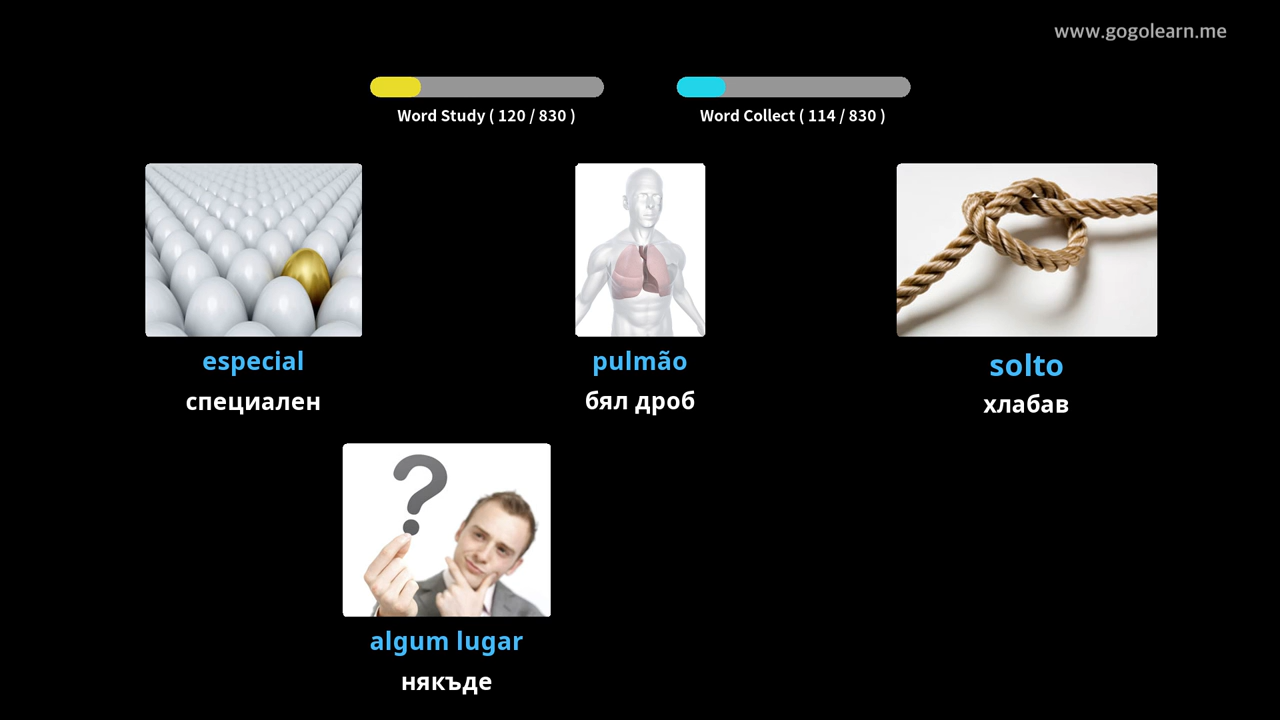 www.gogolearn.me
Word Study ( 120 / 830 )
Word Collect ( 114 / 830 )
especial
pulmão
solto
специален
бял дроб
хлабав
?
algum lugar
някъде